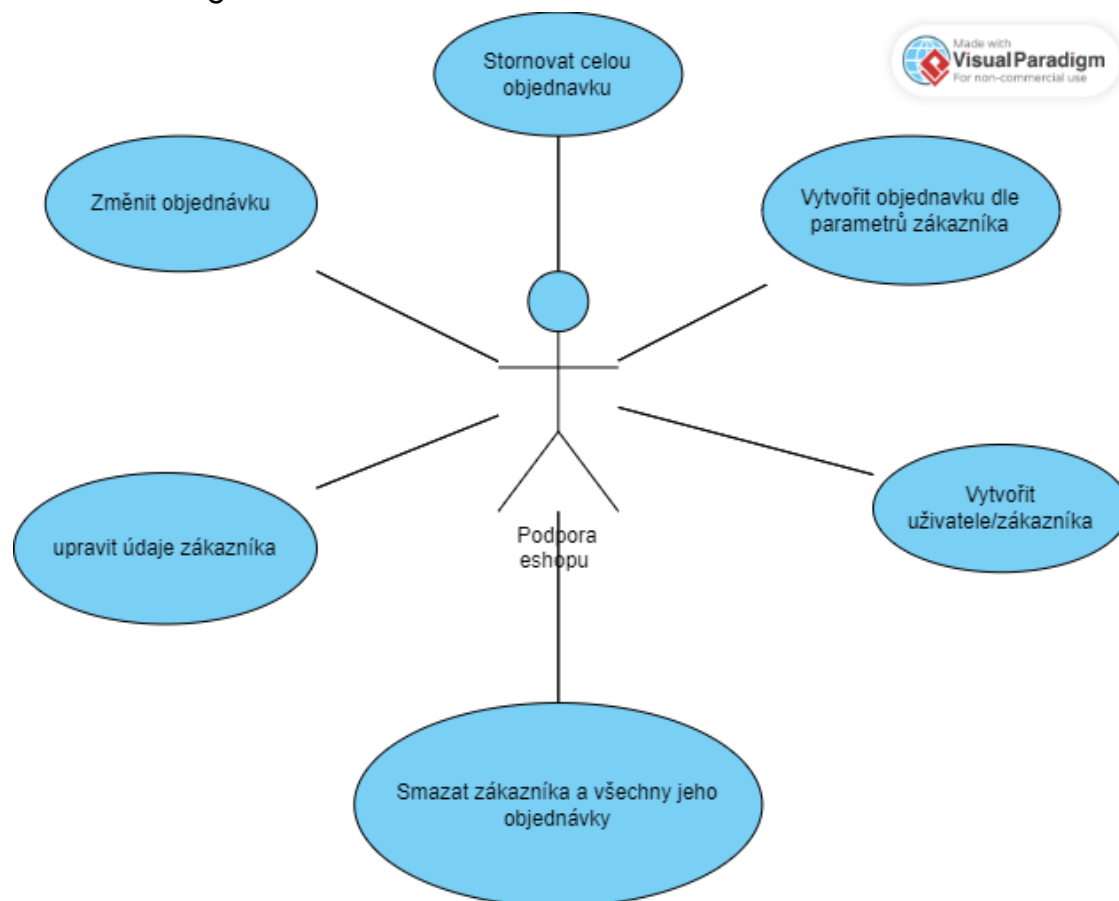 Stornovat celou
objednavku
Made with
Visual Paradigm
For non-commercial use
Změnit objednávku
Vytvořit objednavku dle
parametrů zákazníka
Podpora
eshopu
upravit údaje zákazníka
Vytvořit
uživatele/zákazníka
Smazat zákazníka a všechny jeho
objednávky